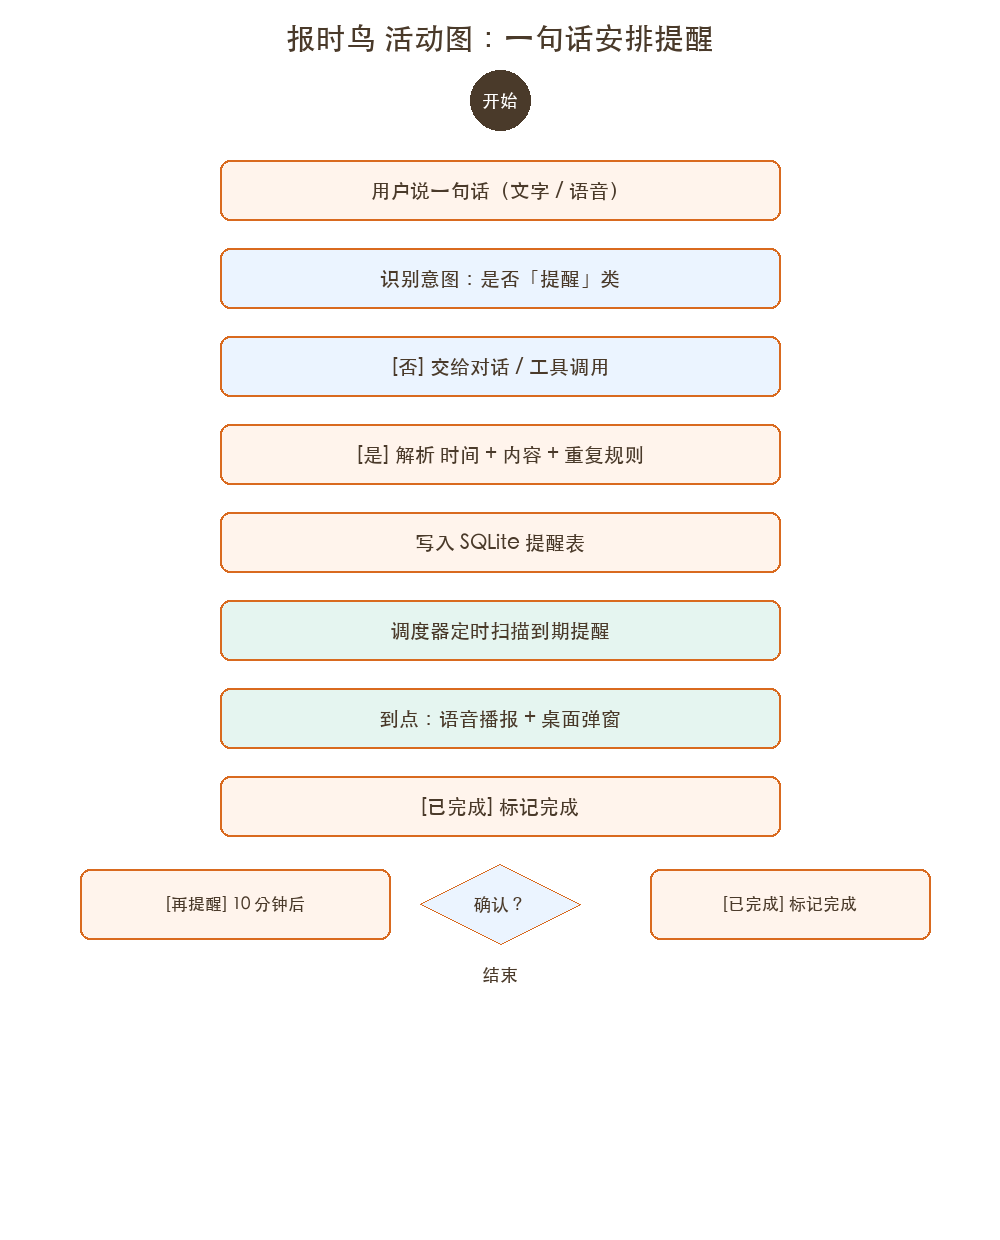 报时鸟 活动图：一句话安排提醒
开始
用户说一句话（文字 / 语音）
识别意图：是否「提醒」类
[否] 交给对话 / 工具调用
[是] 解析 时间 + 内容 + 重复规则
写入 SQLite 提醒表
调度器定时扫描到期提醒
到点：语音播报 + 桌面弹窗
[已完成] 标记完成
[再提醒] 10 分钟后
确认？
[已完成] 标记完成
结束